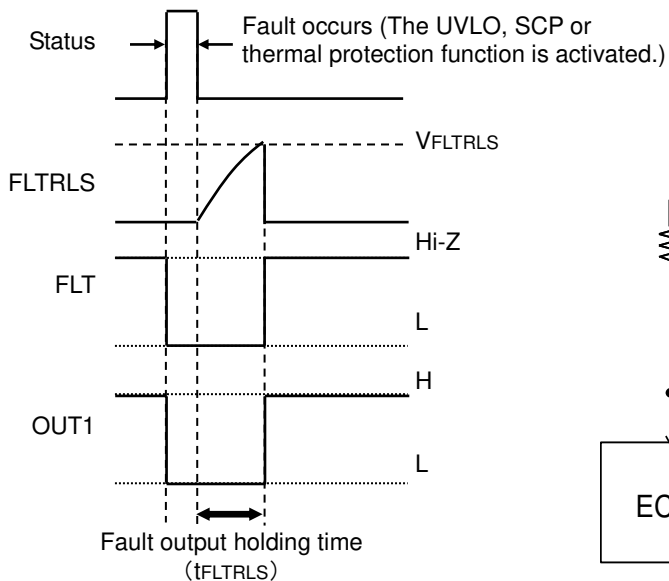 Status
Fault occurs (The UVLO, SCP or
thermal protection function is activated.)
VFLTRLS
FLTRLS
Hi-Z
FLT
L
H
OUT1
L
EC
Fault output holding time
(tFLTRLS)